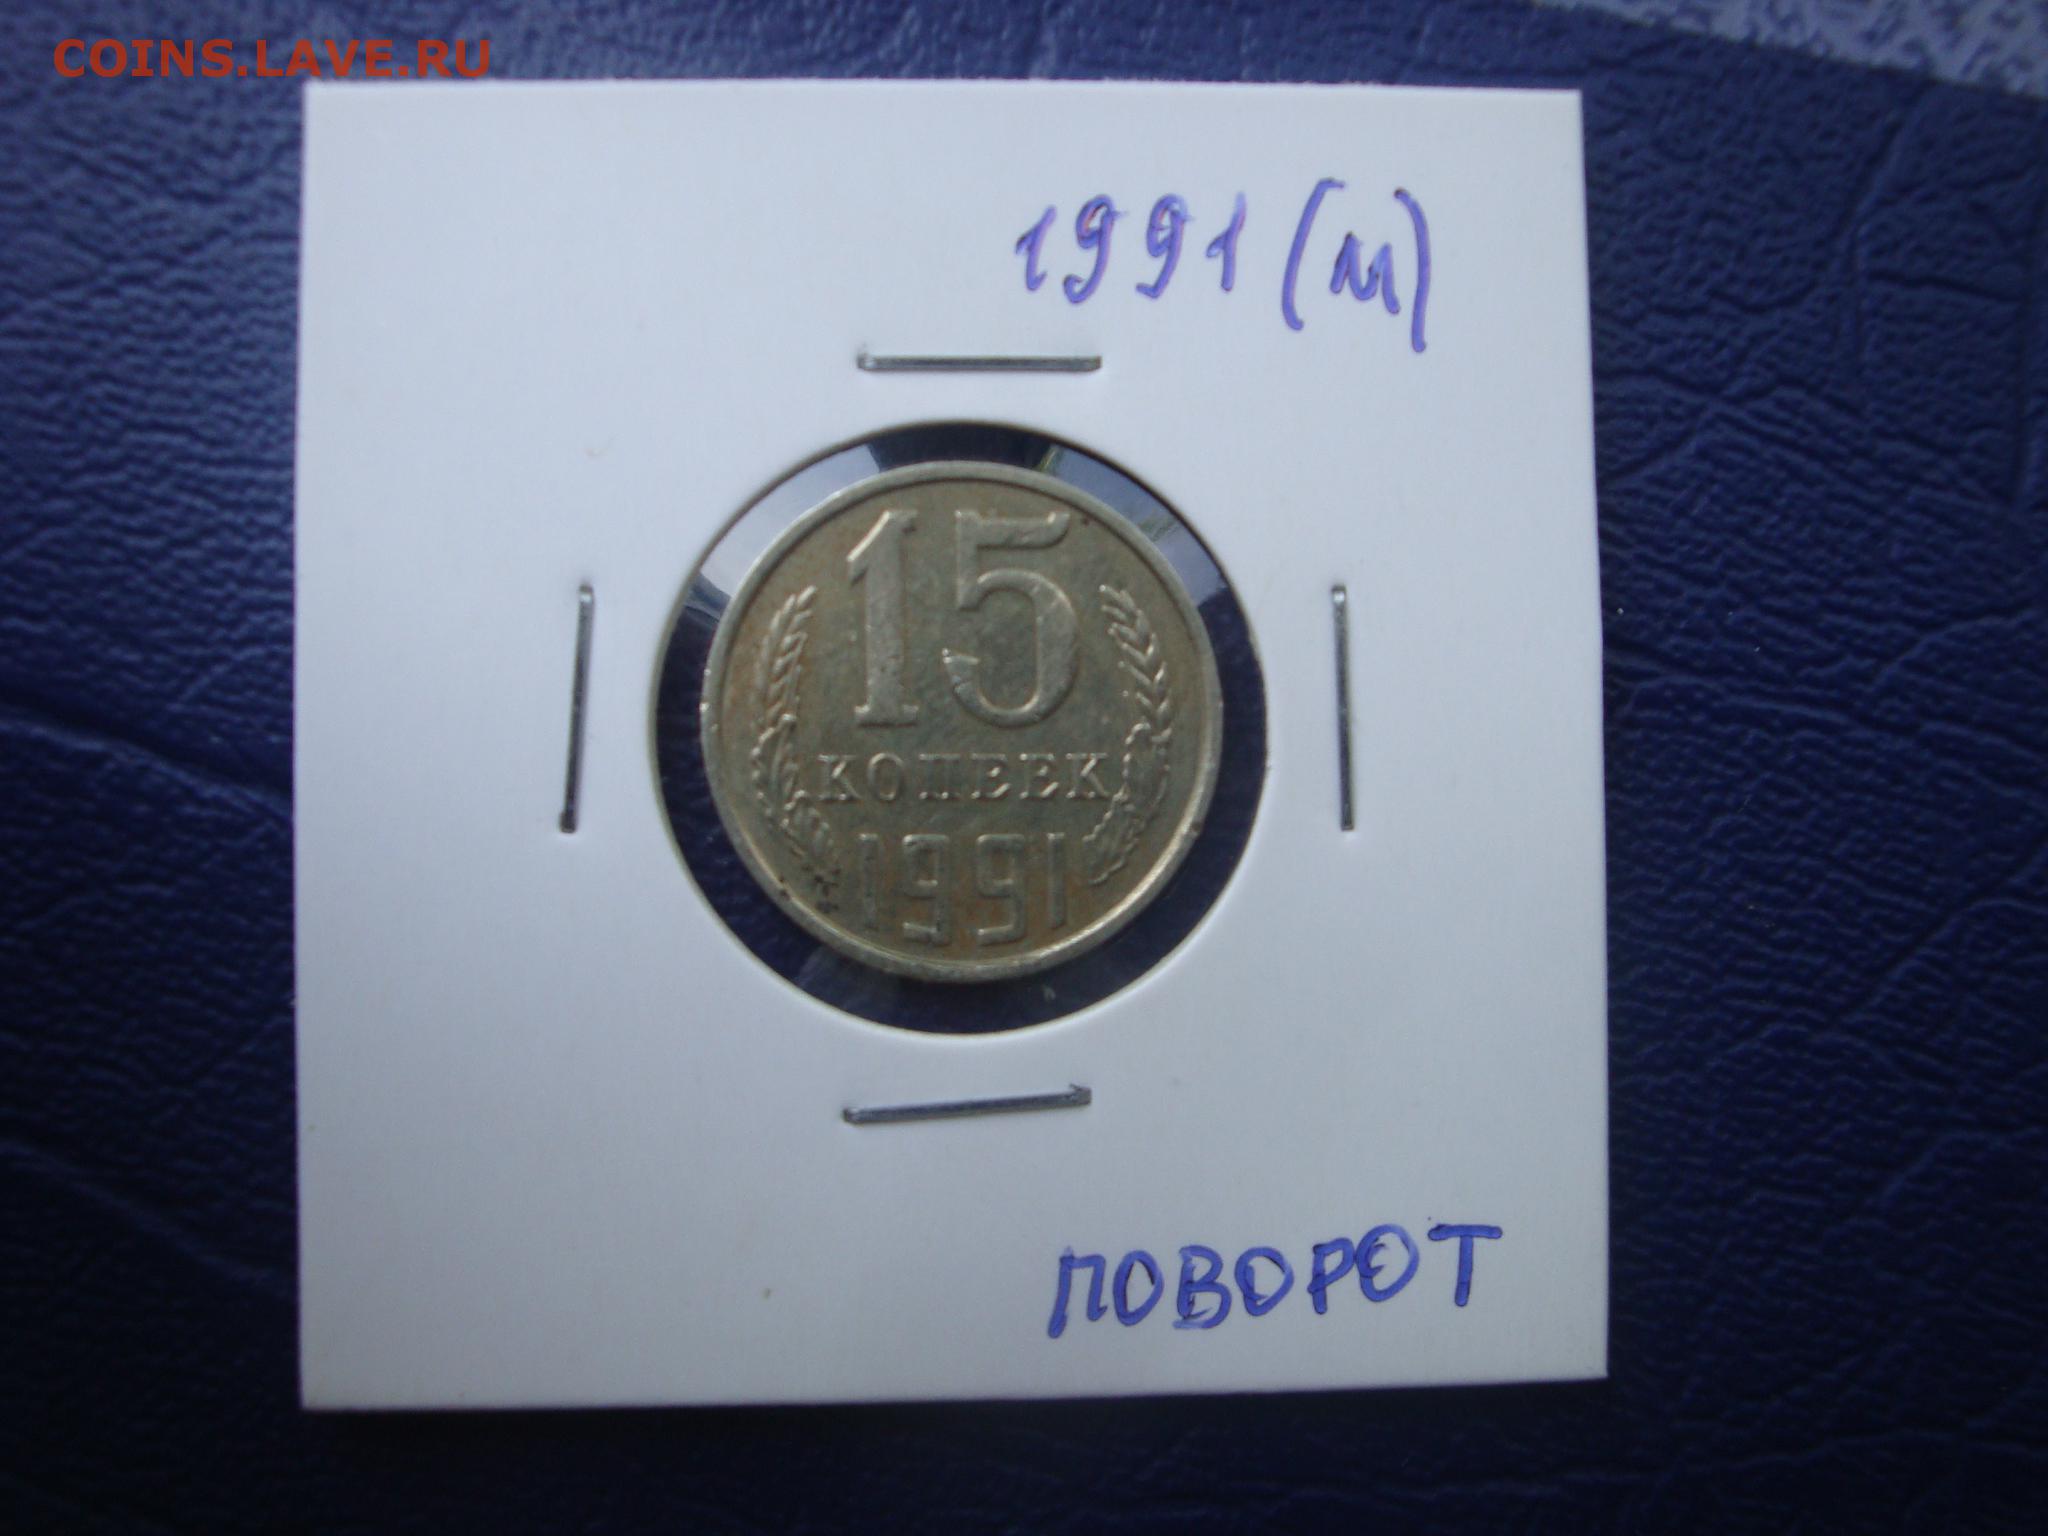 COINS.LAVE.RU
1991 (м)
15
КОПЕЕК
1991
ПОВОРОТ